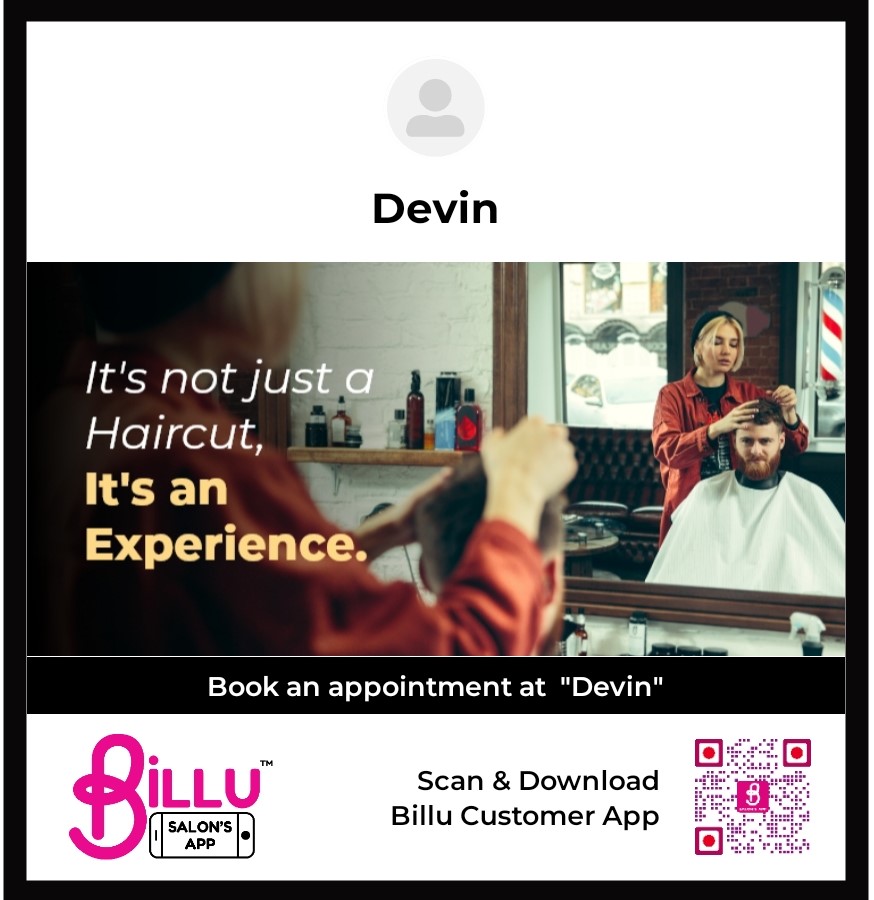 Devin
It's not just a
Haircut,
It's an
Experience.
Book an appointment at "Devin"
BiLLU™
SALON'S
APP
Scan & Download
Billu Customer App